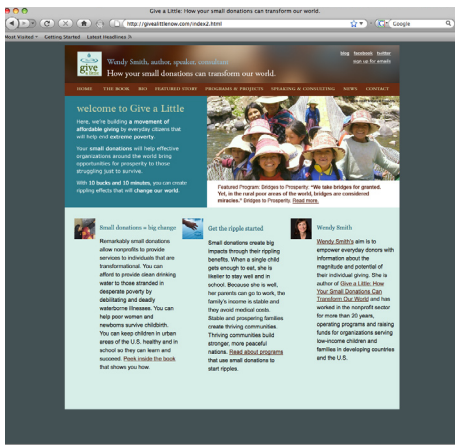 Give a Little: How your small donations can transform our world.
http://givealittlenow.com/index2.html
Google
Most Visited Getting Started Latest Headlines
give
a little
Wendy Smith, author, speaker, consultant
How your small donations can transform our world.
blog facebook twitter
sign up for emails
HOME THE BOOK BIO FEATURED STORY PROGRAMS & PROJECTS SPEAKING & CONSULTING NEWS CONTACT
welcome to Give a Little
Here, we're building a movement of
affordable giving by everyday citizens that
will help end extreme poverty.
Your small donations will help effective
organizations around the world bring
opportunities for prosperity to those
struggling just to survive.
With 10 bucks and 10 minutes, you can create
rippling effects that will change our world.
Featured Program: Bridges to Prosperity: "We take bridges for granted.
Yet, in the rural poor areas of the world, bridges are considered
miracles." Bridges to Prosperity. Read more.
Small donations = big change
Remarkably small donations
allow nonprofits to provide
services to individuals that are
transformational. You can
afford to provide clean drinking
water to those stranded in
desperate poverty by
debilitating and deadly
waterborne illnesses. You can
help poor women and
newborns survive childbirth.
You can keep children in urban
areas of the U.S. healthy and in
school so they can learn and
succeed. Peek inside the book
that shows you how.
Get the ripple started
Small donations create big
impacts through their rippling
benefits. When a single child
gets enough to eat, she is
likelier to stay well and in
school. Because she is well,
her parents can go to work, the
family's income is stable and
they avoid medical costs.
Stable and prospering families
create thriving communities.
Thriving communities build
stronger, more peaceful
nations. Read about programs
that use small donations to
start ripples.
Wendy Smith
Wendy Smith's aim is to
empower everyday donors with
information about the
magnitude and potential of
their individual giving. She is
author of Give a Little: How
Your Small Donations Can
Transform Our World and has
worked in the nonprofit sector
for more than 20 years,
operating programs and raising
funds for organizations serving
low-income children and
families in developing countries
and the U.S.